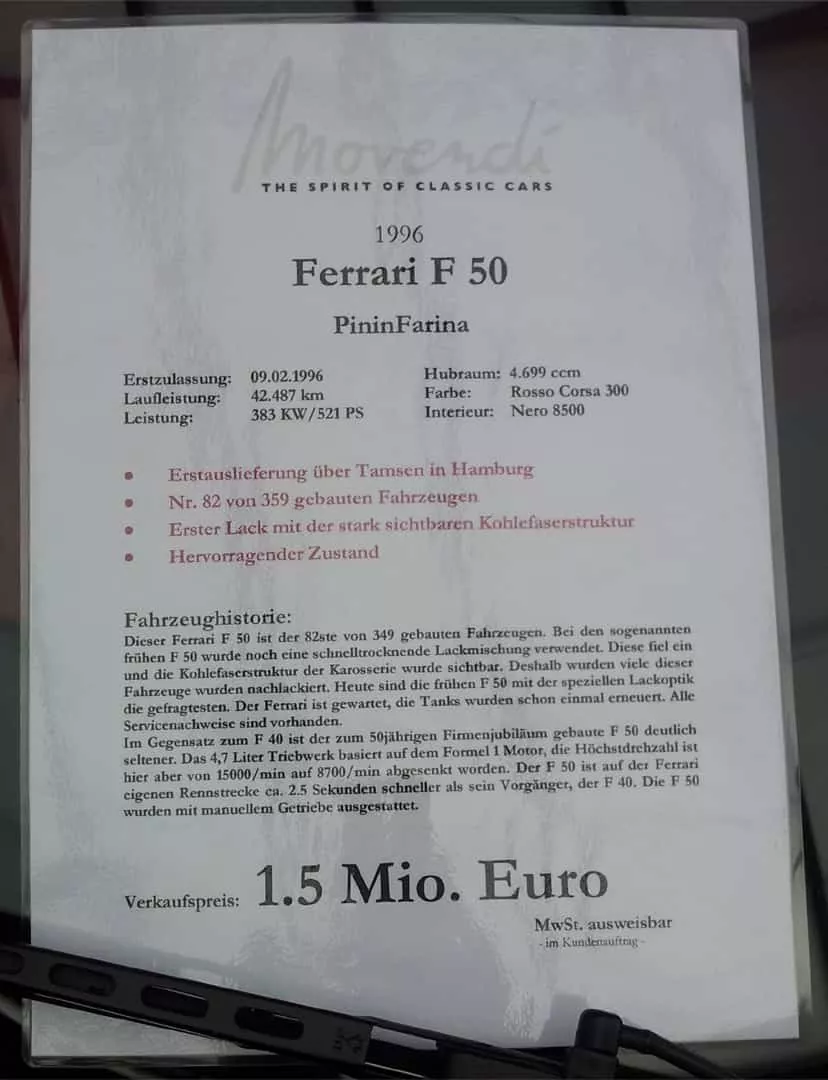 Movendi
THE SPIRIT OF CLASSIC CARS
1996
Ferrari F 50
PininFarina
Erstzulassung: 09.02.1996
Laufleistung: 42.487 km
Leistung: 383 KW/521 PS
Hubraum: 4.699 ccm
Farbe: Rosso Corsa 300
Interieur: Nero 8500
• Erstauslieferung über Tamsen in Hamburg
• Nr. 82 von 359 gebauten Fahrzeugen
• Erster Lack mit der stark sichtbaren Kohlefaserstruktur
• Hervorragender Zustand
Fahrzeughistorie:
Dieser Ferrari F 50 ist der 82ste von 349 gebauten Fahrzeugen. Bei den sogenannten
frühen F 50 wurde noch eine schnelltrocknende Lackmischung verwendet. Diese fiel ein
und die Kohlefaserstruktur der Karosserie wurde sichtbar. Deshalb wurden viele dieser
Fahrzeuge wurden nachlackiert. Heute sind die frühen F 50 mit der speziellen Lackoptik
die gefragtesten. Der Ferrari ist gewartet, die Tanks wurden schon einmal erneuert. Alle
Servicenachweise sind vorhanden.
Im Gegensatz zum F 40 ist der zum 50jährigen Firmenjubiläum gebaute F 50 deutlich
seltener. Das 4,7 Liter Triebwerk basiert auf dem Formel 1 Motor, die Höchstdrehzahl ist
hier aber von 15000/min auf 8700/min abgesenkt worden. Der F 50 ist auf der Ferrari
eigenen Rennstrecke ca. 2.5 Sekunden schneller als sein Vorgänger, der F 40. Die F 50
wurden mit manuellem Getriebe ausgestattet.
Verkaufspreis: 1.5 Mio. Euro
MwSt. ausweisbar
- im Kundenauftrag -